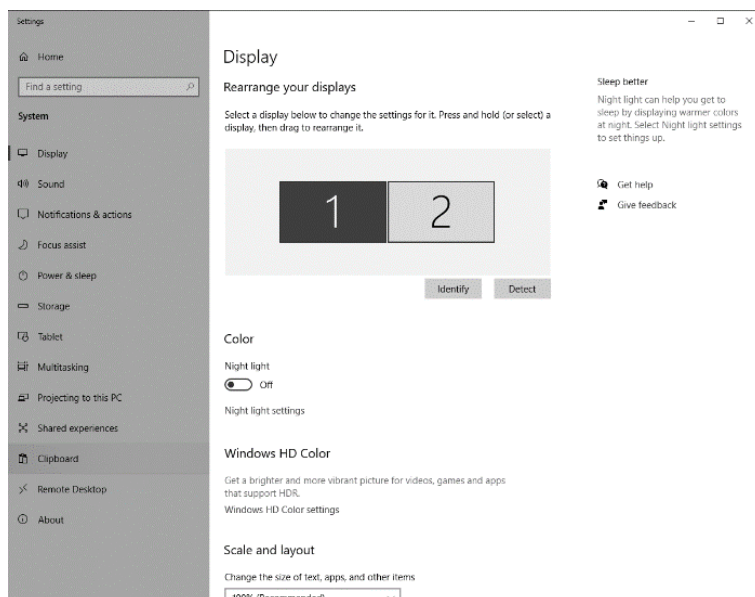 Settings
Home
Find a setting
System
Display
Sound
Notifications & actions
Focus assist
Power & sleep
Storage
Tablet
Multitasking
Projecting to this PC
Shared experiences
Clipboard
Remote Desktop
About
Display
Rearrange your displays
Select a display below to change the settings for it. Press and hold (or select) a
display, then drag to rearrange it.
1
2
Identify
Detect
Color
Night light
Off
Night light settings
Windows HD Color
Get a brighter and more vibrant picture for videos, games and apps
that support HDR.
Windows HD Color settings
Scale and layout
Change the size of text, apps, and other items
100% (Recommended)
Sleep better
Night light can help you get to
sleep by displaying warmer colors
at night. Select Night light settings
to set things up.
Get help
Give feedback